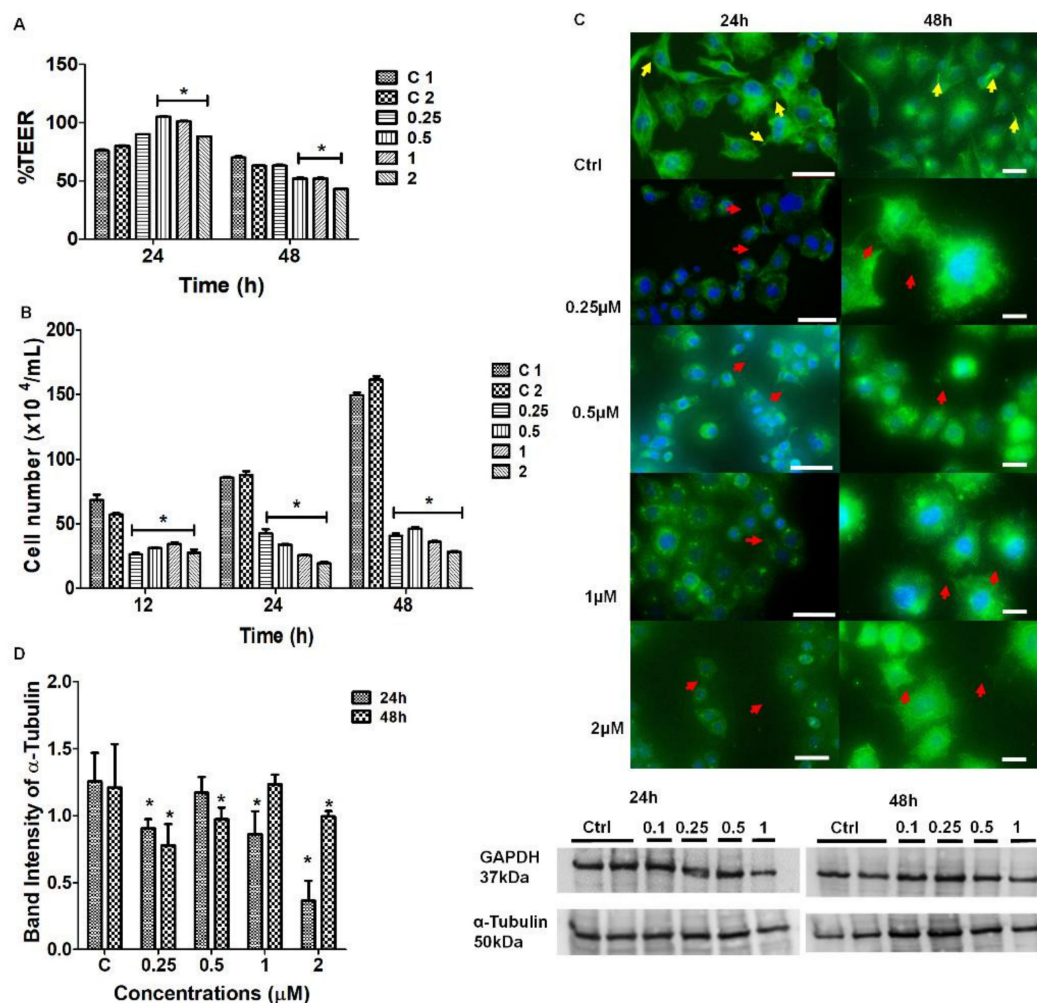 A
%TEER
150
100
50
0
*
*
24
48
Time (h)
C 1
C 2
0.25
0.5
1
2
B
Cell number (x10 4/mL)
200
150
100
50
0
*
*
*
12
24
48
Time (h)
C 1
C 2
0.25
0.5
1
2
C
24h
48h
Ctrl
0.25µM
0.5µM
1µM
2µM
D
Band Intensity of α-Tubulin
2.0
1.5
1.0
0.5
0.0
* * * * * *
C 0.25 0.5 1 2
Concentrations (µM)
24h
48h
24h
Ctrl 0.1 0.25 0.5 1
48h
Ctrl 0.1 0.25 0.5 1
GAPDH
37kDa
α-Tubulin
50kDa